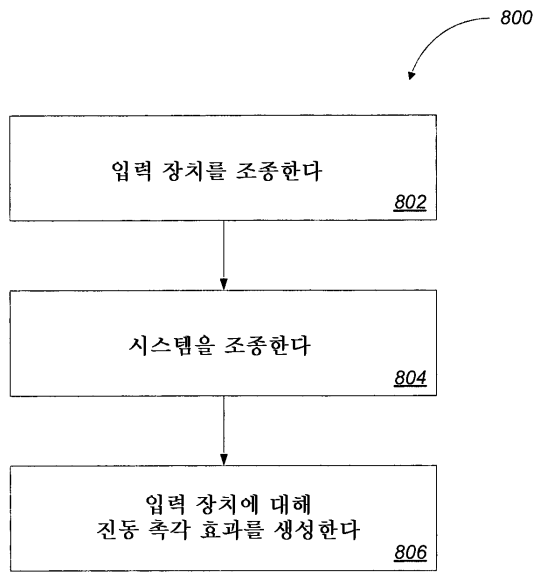 800
입력 장치를 조종한다
802
시스템을 조종한다
804
입력 장치에 대해
진동 촉각 효과를 생성한다
806